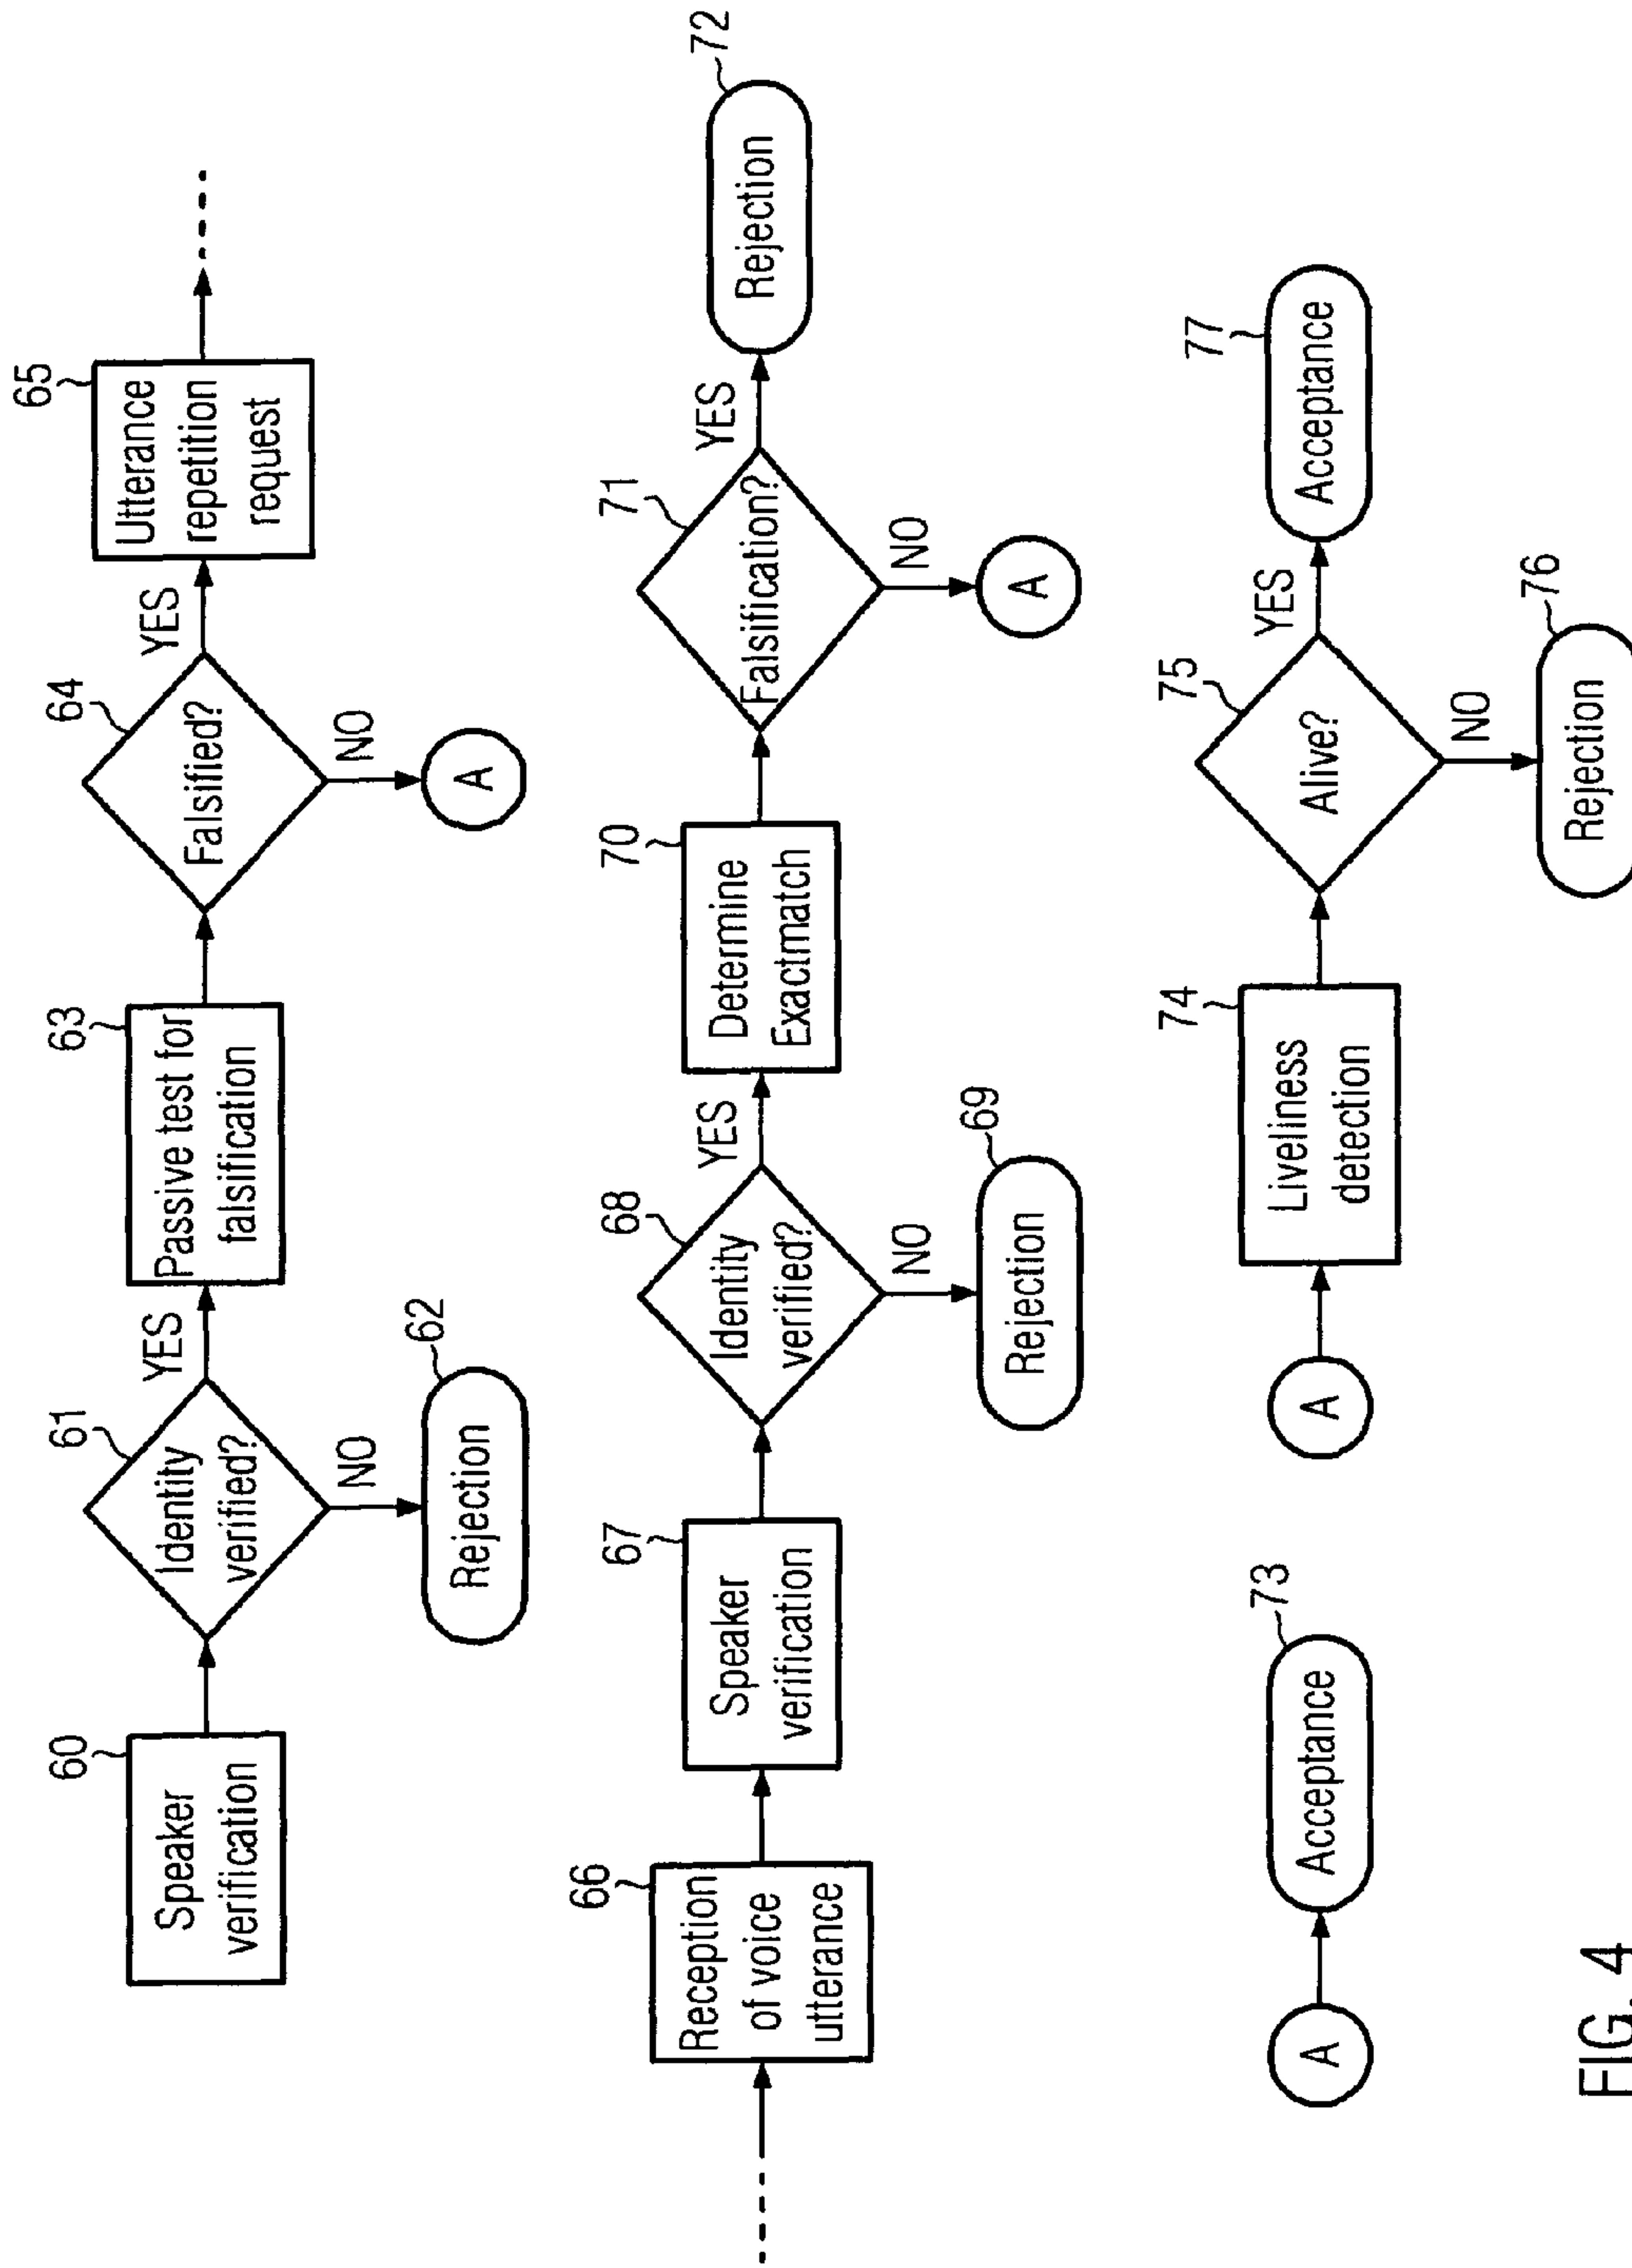 60
Speaker
verification
61
Identity
verified?
YES
NO
62
Rejection
63
Passive test for
falsification
64
Falsified?
YES
NO
A
65
Utterance
repetition
request
66
Reception
of voice
utterance
67
Speaker
verification
68
Identity
verified?
YES
NO
69
Rejection
70
Determine
Exactmatch
71
Falsification?
YES
NO
A
72
Rejection
A
73
Acceptance
A
74
Liveliness
detection
75
Alive?
YES
NO
76
Rejection
77
Acceptance
FIG. 4